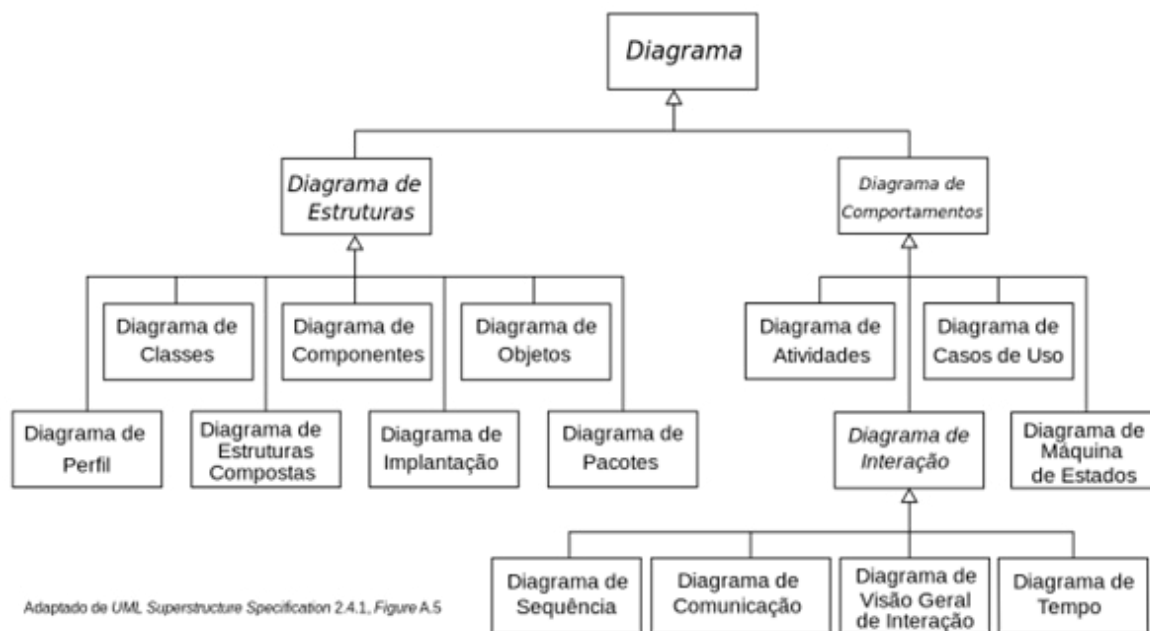 Diagrama
Diagrama de
Estruturas
Diagrama de
Comportamentos
Diagrama de
Classes
Diagrama de
Componentes
Diagrama de
Objetos
Diagrama de
Atividades
Diagrama de
Casos de Uso
Diagrama de
Perfil
Diagrama de
Estruturas
Compostas
Diagrama de
Implantação
Diagrama de
Pacotes
Diagrama de
Interação
Diagrama de
Máquina
de Estados
Diagrama de
Sequência
Diagrama de
Comunicação
Diagrama de
Visão Geral
de Interação
Diagrama de
Tempo
Adaptado de UML Superstructure Specification 2.4.1, Figure A.5